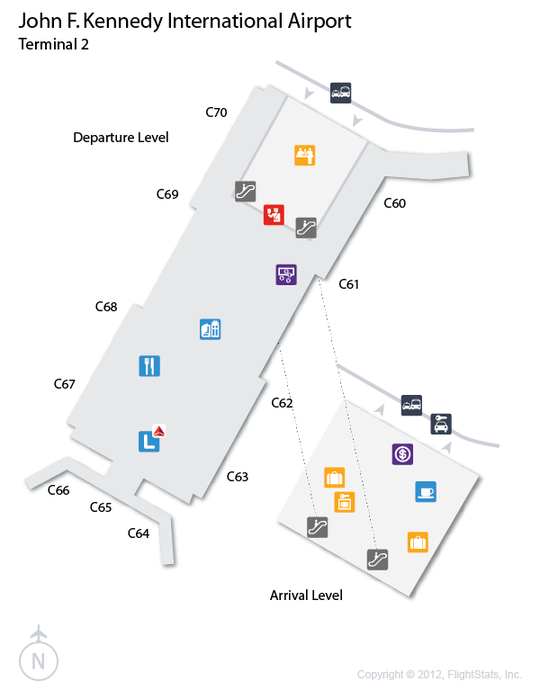 John F. Kennedy International Airport
Terminal 2
C70
Departure Level
C69
C60
C61
C68
C67
C62
C63
C66
C65
C64
L
$
Arrival Level
N
Copyright © 2012, FlightStats, Inc.